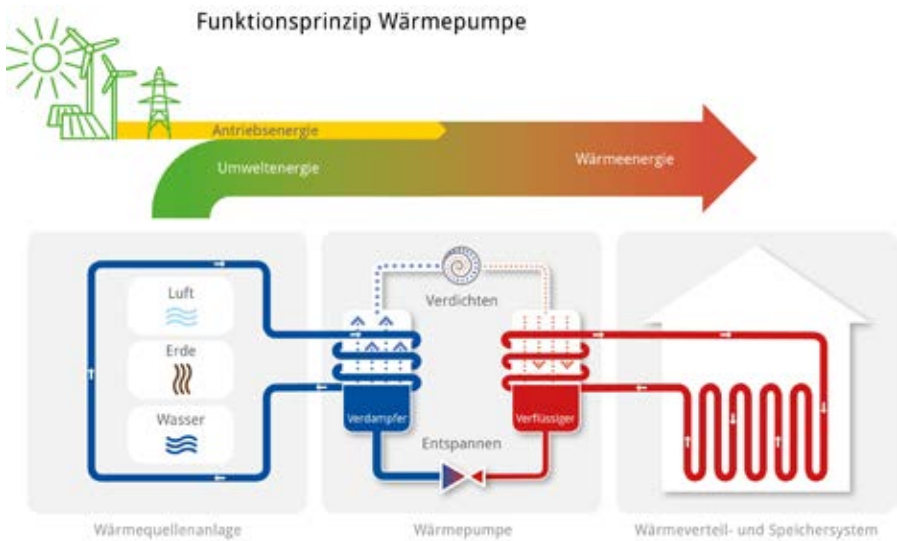 Funktionsprinzip Wärmepumpe
Antriebsenergie
Umweltenergie
Wärmeenergie
Luft
Erde
Wasser
Verdichten
Verdampfer
Verflüssiger
Entspannen
Wärmequellenanlage
Wärmepumpe
Wärmeverteil- und Speichersystem